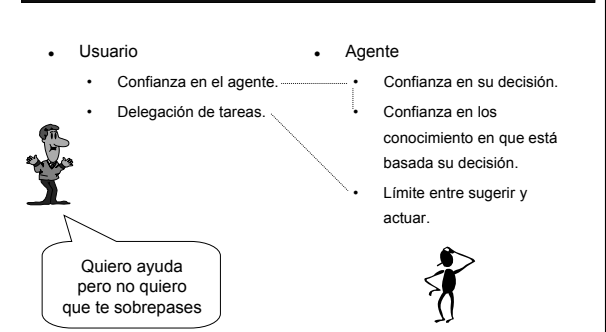 • Usuario
• Confianza en el agente.
• Delegación de tareas.
• Agente
• Confianza en su decisión.
• Confianza en los
conocimiento en que está
basada su decisión.
• Límite entre sugerir y
actuar.
Quiero ayuda
pero no quiero
que te sobrepases